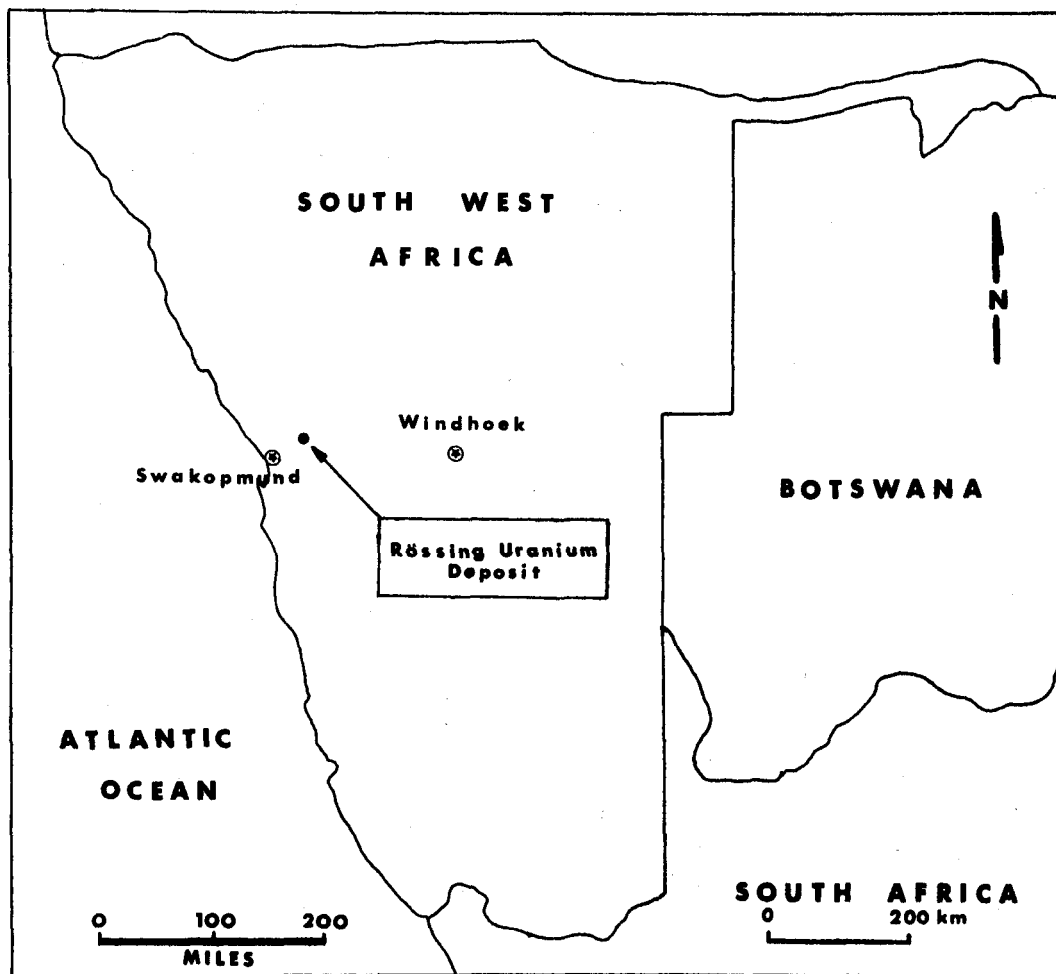 SOUTH WEST
AFRICA
N
Windhoek
Swakopmund
BOTSWANA
Rössing Uranium
Deposit
ATLANTIC
OCEAN
SOUTH AFRICA
0 100 200
MILES
0 200 km